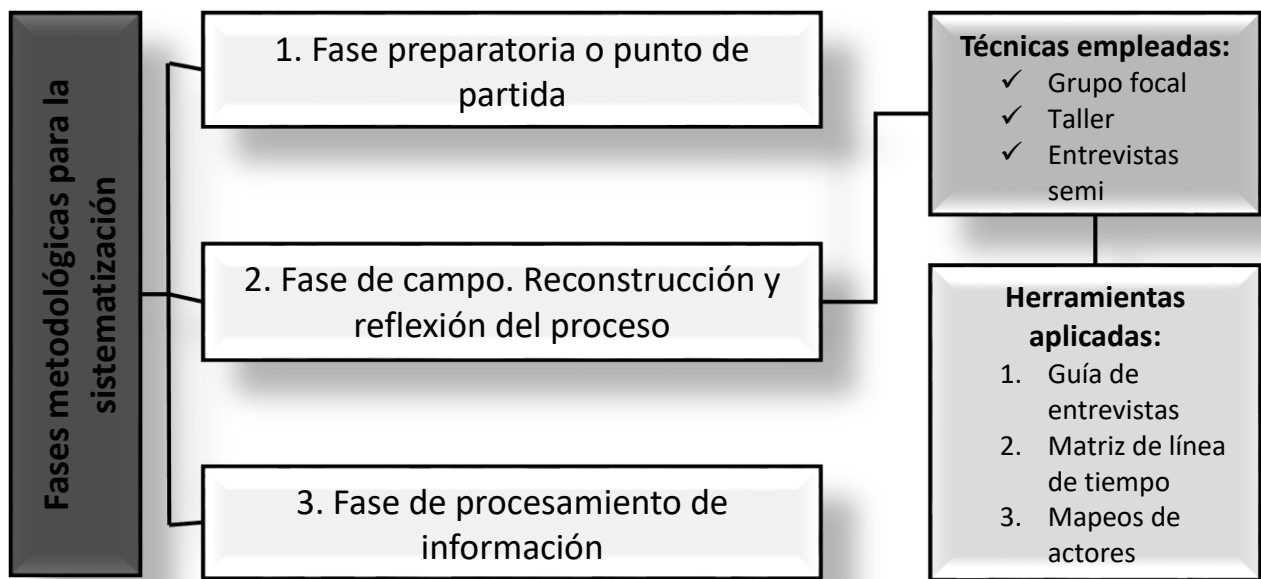 Fases metodológicas para la
sistematización
1. Fase preparatoria o punto de
partida
2. Fase de campo. Reconstrucción y
reflexión del proceso
3. Fase de procesamiento de
información
Técnicas empleadas:
✓ Grupo focal
✓ Taller
✓ Entrevistas
semi
Herramientas
aplicadas:
1. Guía de
entrevistas
2. Matriz de línea
de tiempo
3. Mapeos de
actores